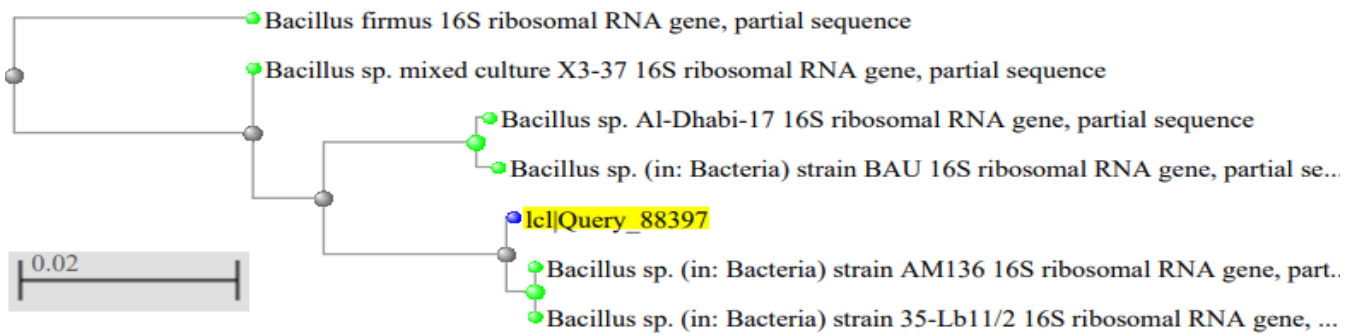 Bacillus firmus 16S ribosomal RNA gene, partial sequence
Bacillus sp. mixed culture X3-37 16S ribosomal RNA gene, partial sequence
Bacillus sp. Al-Dhabi-17 16S ribosomal RNA gene, partial sequence
Bacillus sp. (in: Bacteria) strain BAU 16S ribosomal RNA gene, partial se...
lcl|Query_88397
0.02
Bacillus sp. (in: Bacteria) strain AM136 16S ribosomal RNA gene, part..
Bacillus sp. (in: Bacteria) strain 35-Lb11/2 16S ribosomal RNA gene, ...